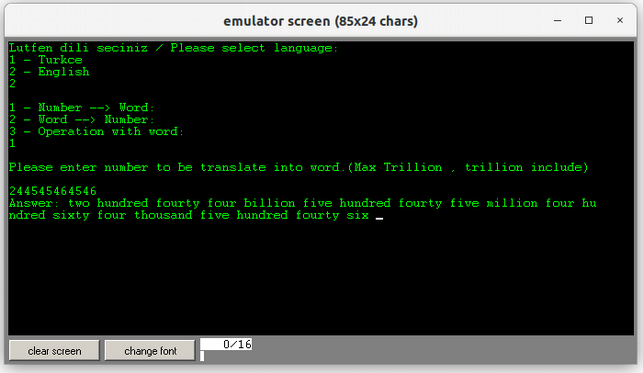 emulator screen (85x24 chars)
Lutfen dili seciniz / Please select language:
1 - Turkce
2 - English
2
1 - Number --> Word:
2 - Word --> Number:
3 - Operation with word:
1
Please enter number to be translate into word.(Max Trillion , trillion include)
244545464546
Answer: two hundred fourty four billion five hundred fourty five million four hu
ndred sixty four thousand five hundred fourty six _
clear screen
change font
0/16